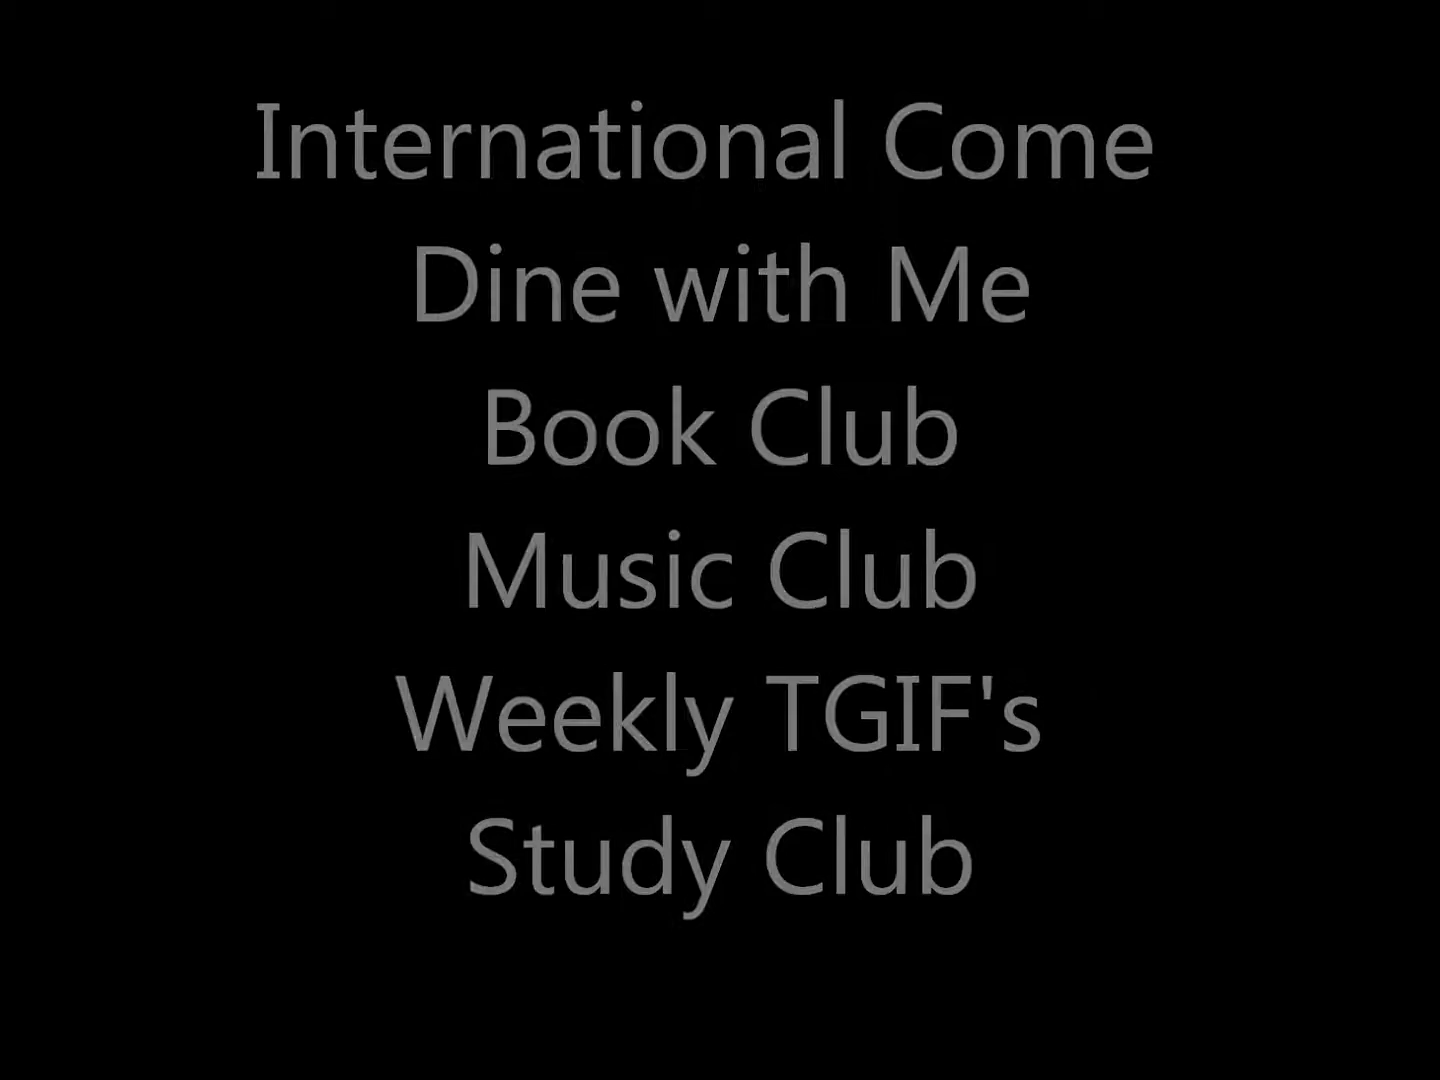 International Come
Dine with Me
Book Club
Music Club
Weekly TGIF's
Study Club